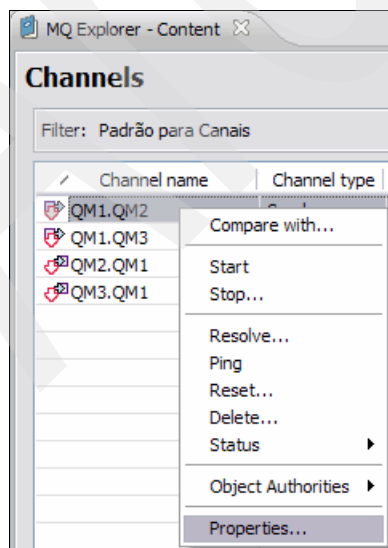 MQ Explorer - Content
Channels
Filter: Padrão para Canais
Channel name Channel type
QM1.QM2
QM1.QM3
QM2.QM1
QM3.QM1
Compare with...
Start
Stop...
Resolve...
Ping
Reset...
Delete...
Status
Object Authorities
Properties...